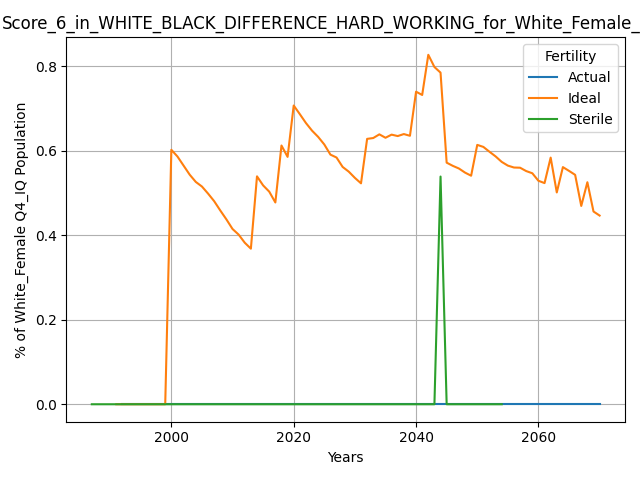 Score_6_in_WHITE_BLACK_DIFFERENCE_HARD_WORKING_for_White_Female_
Fertility
Actual
Ideal
Sterile
% of White_Female Q4_IQ Population
0.8
0.6
0.4
0.2
0.0
2000 2020 2040 2060
Years